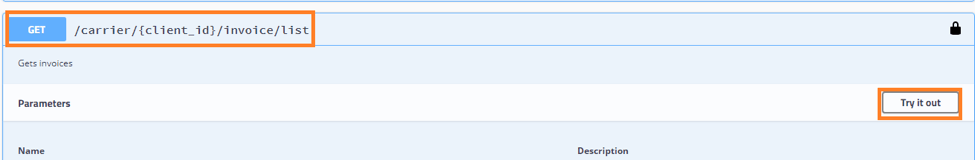 GET /carrier/{client_id}/invoice/list
Gets invoices
Parameters Try it out
Name Description